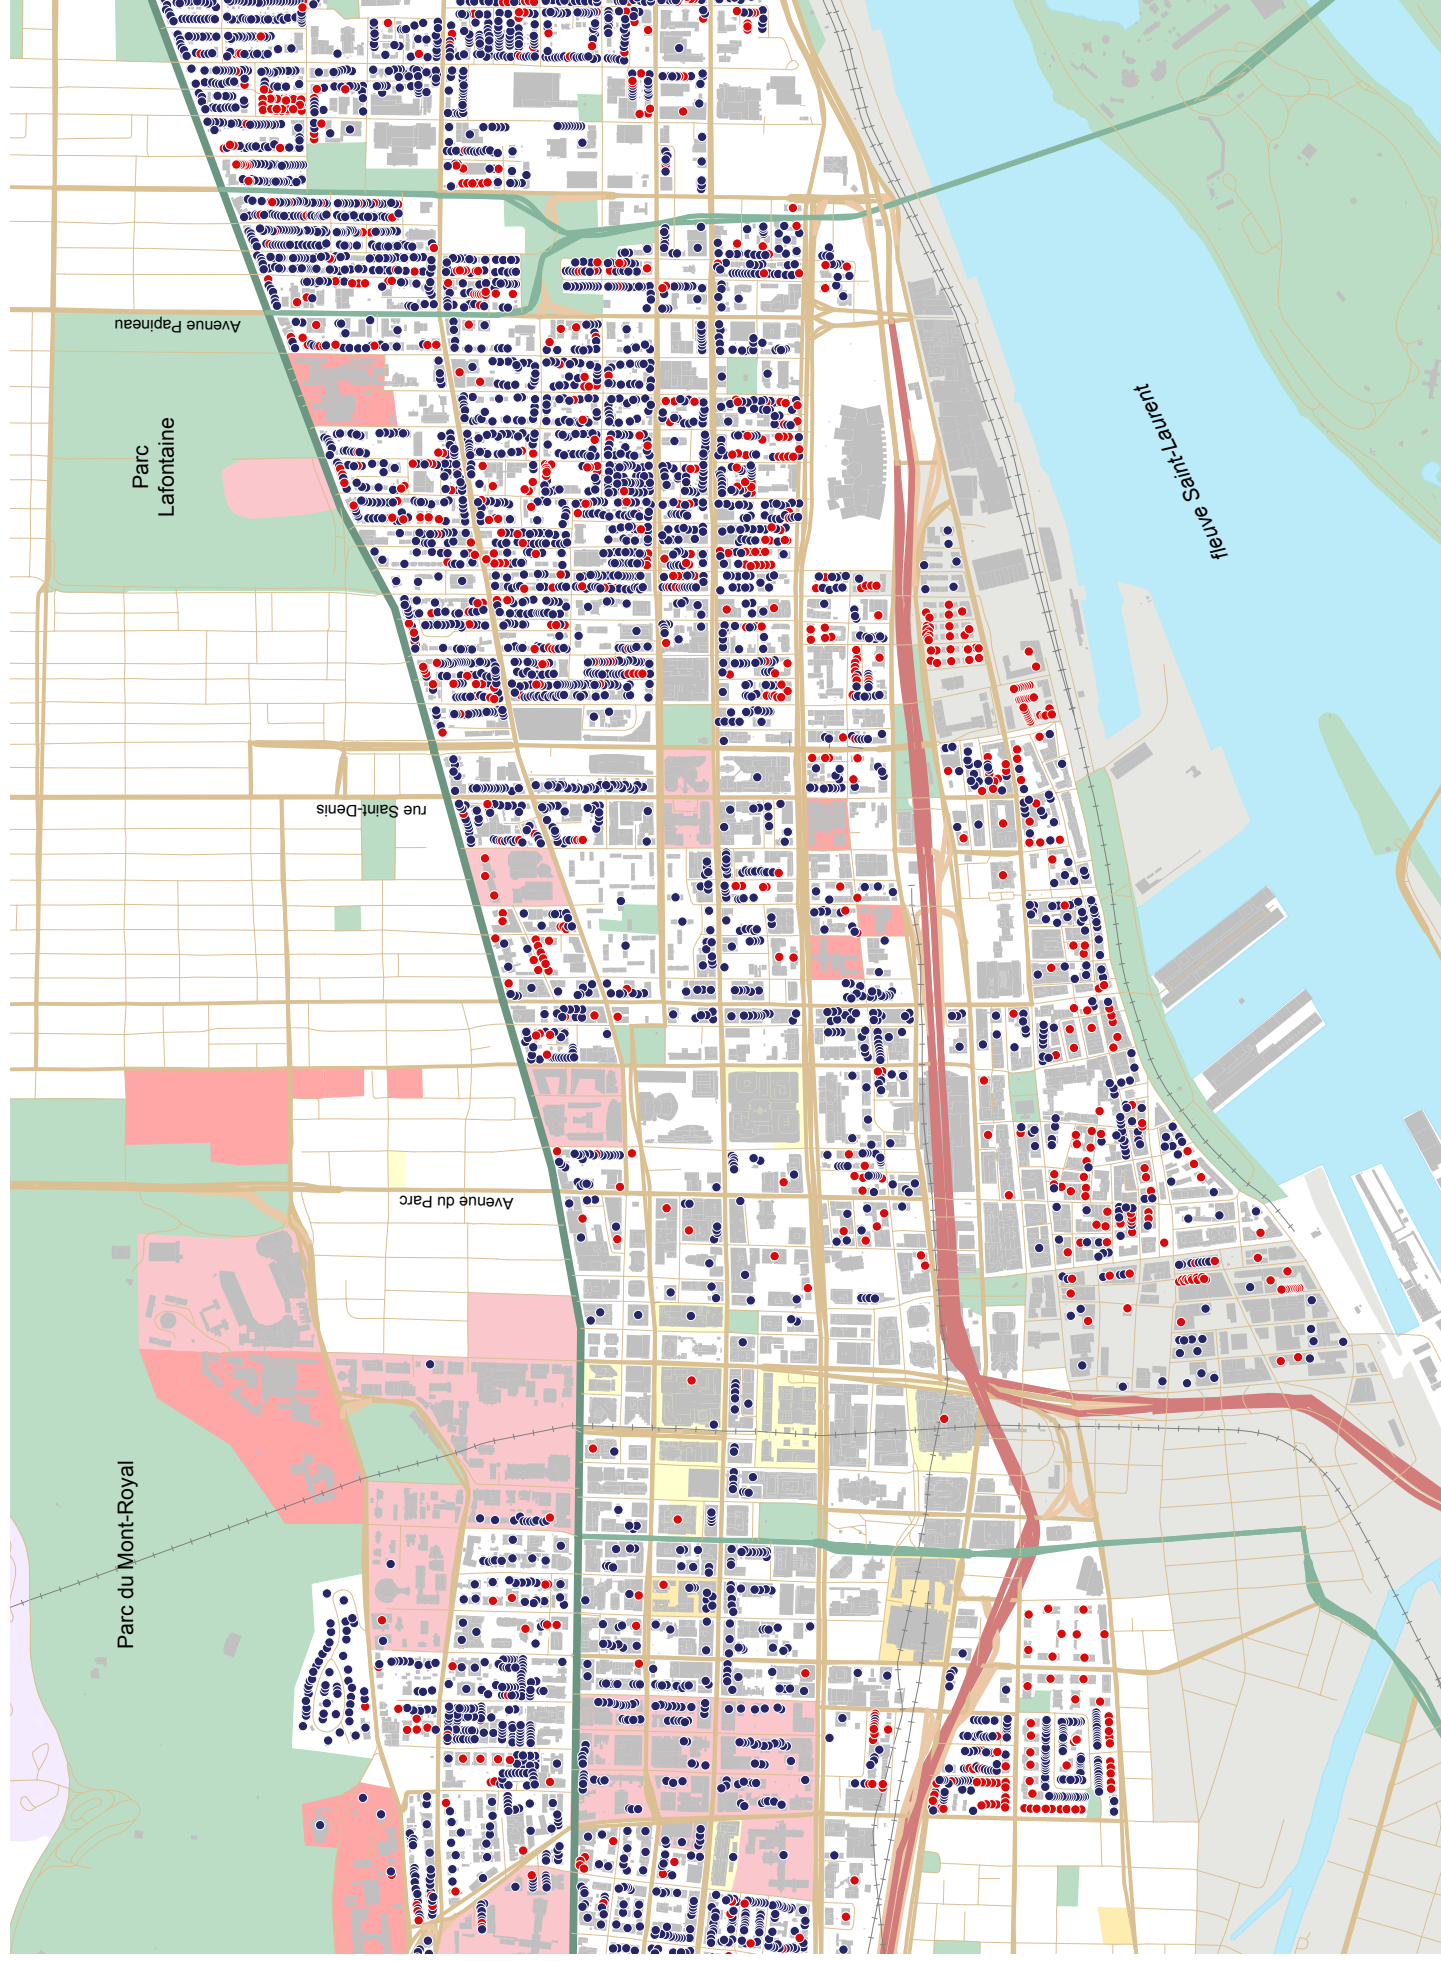 Avenue Papineau
Parc
Lafontaine
fleuve Saint-Laurent
rue Saint-Denis
Avenue du Parc
Parc du Mont-Royal